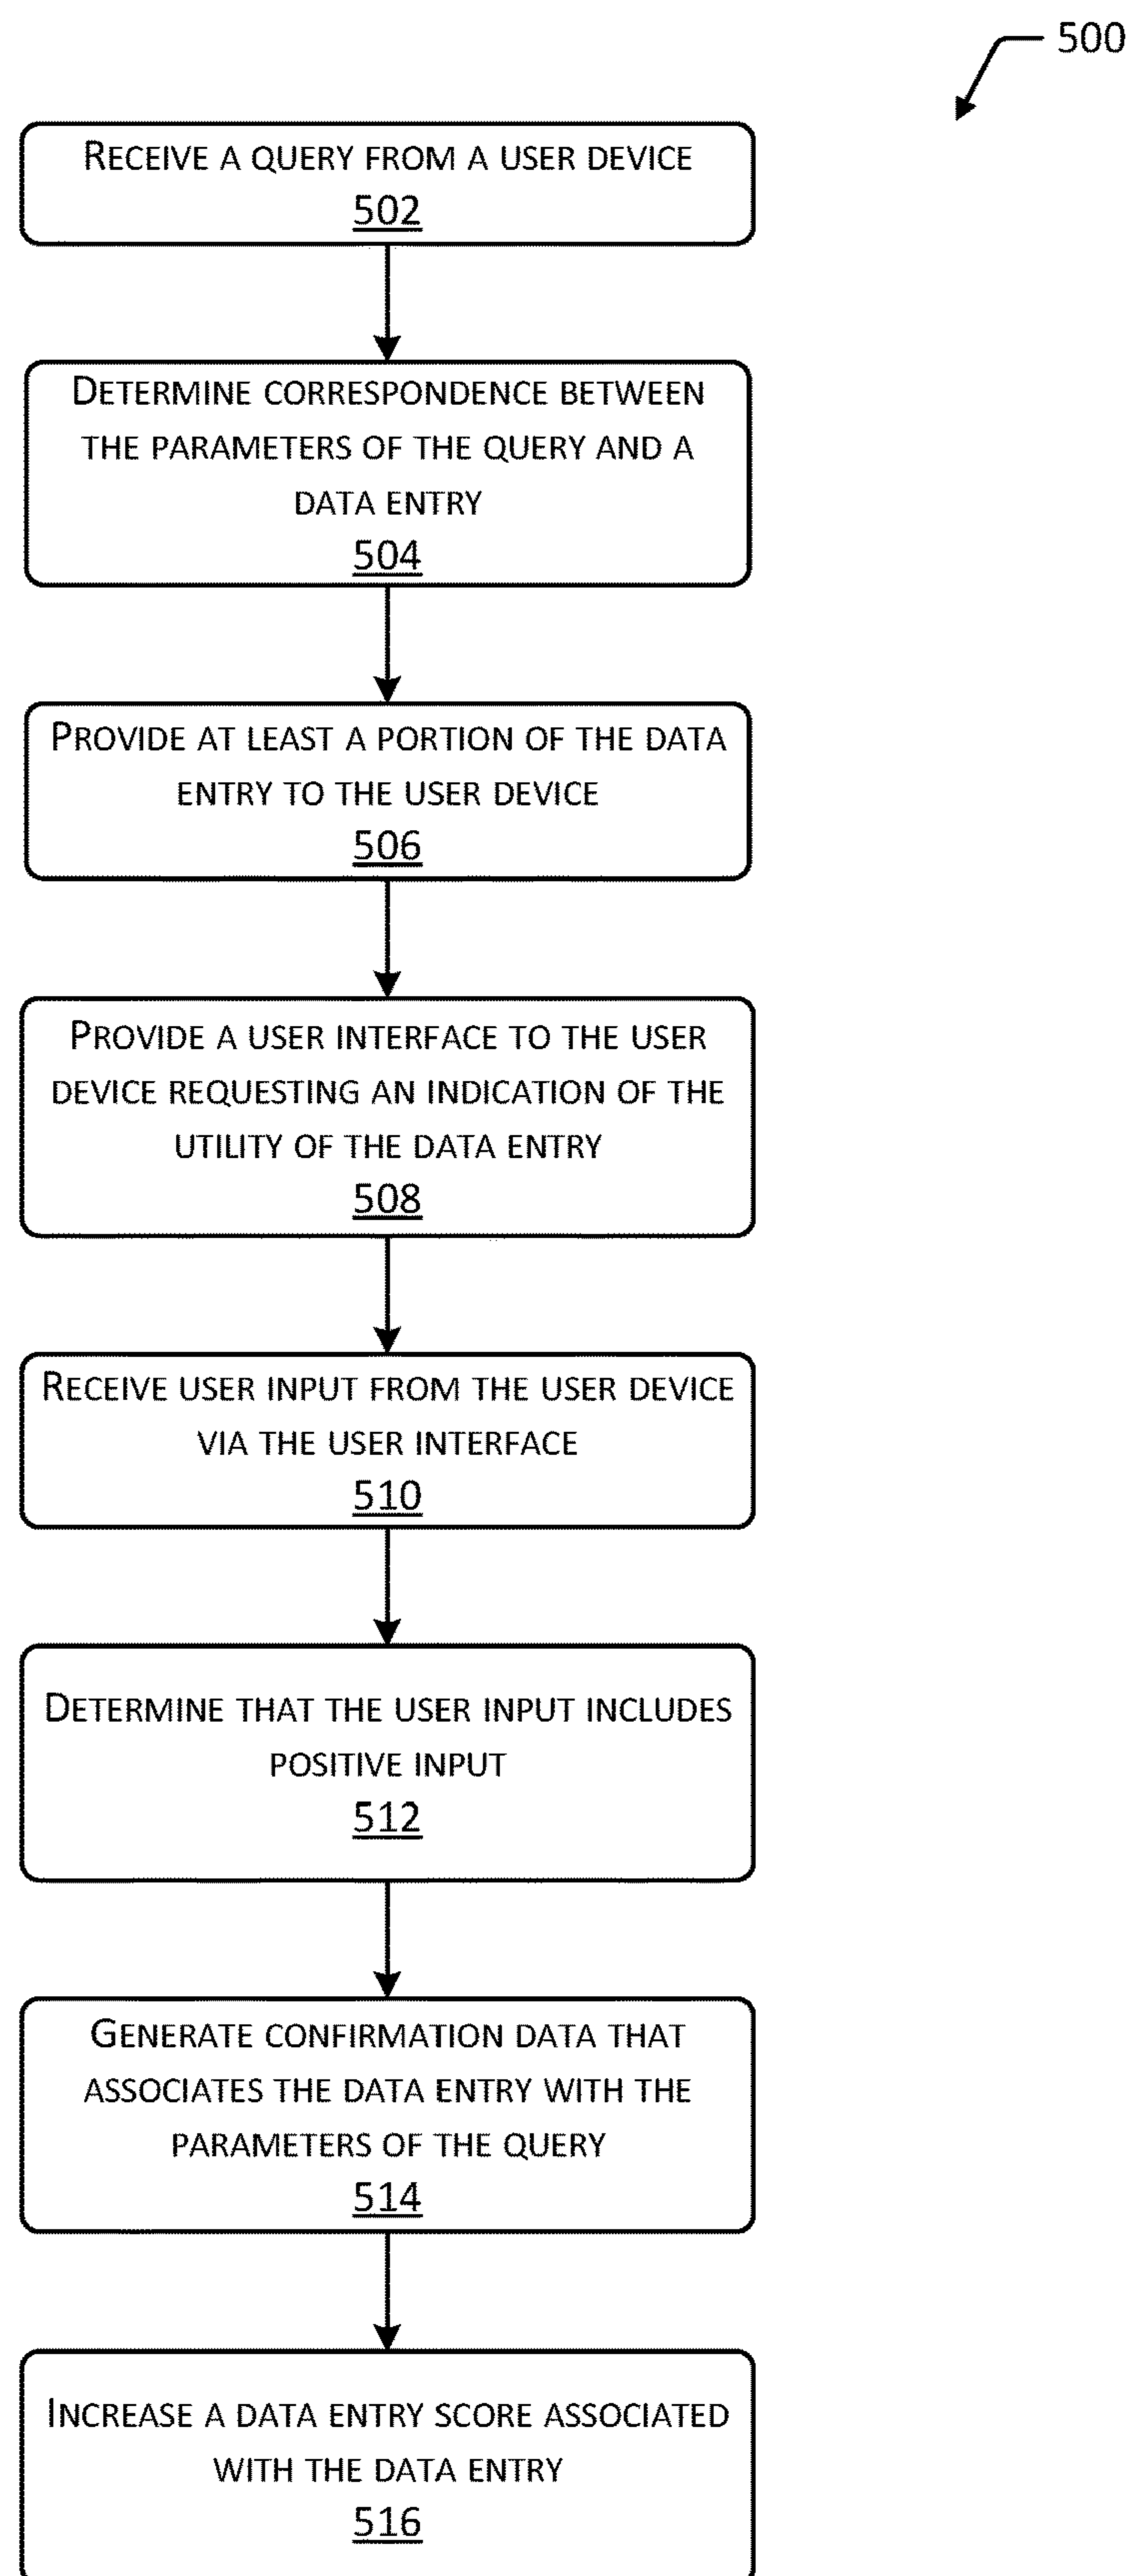 500
RECEIVE A QUERY FROM A USER DEVICE
502
DETERMINE CORRESPONDENCE BETWEEN
THE PARAMETERS OF THE QUERY AND A
DATA ENTRY
504
PROVIDE AT LEAST A PORTION OF THE DATA
ENTRY TO THE USER DEVICE
506
PROVIDE A USER INTERFACE TO THE USER
DEVICE REQUESTING AN INDICATION OF THE
UTILITY OF THE DATA ENTRY
508
RECEIVE USER INPUT FROM THE USER DEVICE
VIA THE USER INTERFACE
510
DETERMINE THAT THE USER INPUT INCLUDES
POSITIVE INPUT
512
GENERATE CONFIRMATION DATA THAT
ASSOCIATES THE DATA ENTRY WITH THE
PARAMETERS OF THE QUERY
514
INCREASE A DATA ENTRY SCORE ASSOCIATED
WITH THE DATA ENTRY
516